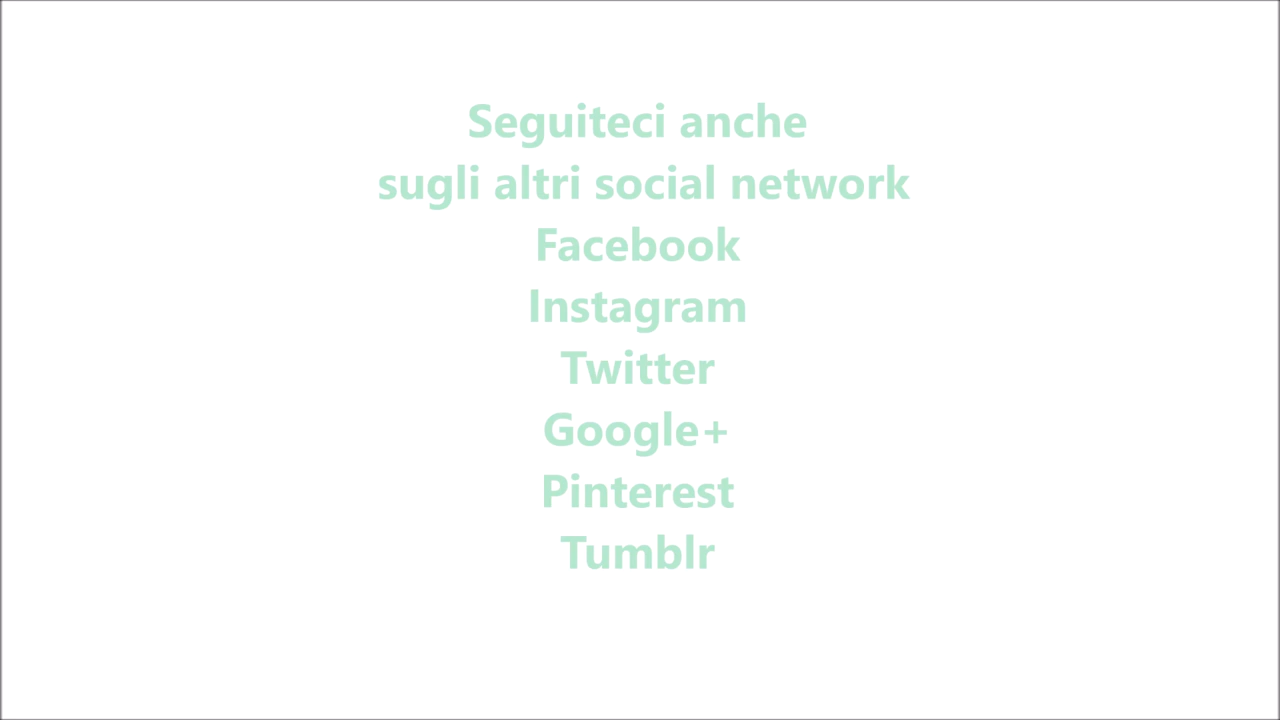 Seguiteci anche
sugli altri social network
Facebook
Instagram
Twitter
Google+
Pinterest
Tumblr